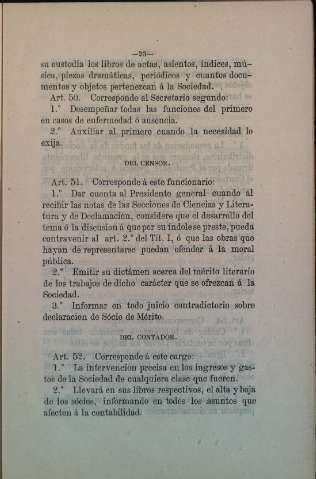 —23—
su custodia los libros de actas, asientos, índices, mú-
sica, piezas dramáticas, periódicos y cuantos docu-
mentos y objetos pertenezcan á la Sociedad.
Art. 50. Corresponde al Secretario segundo:
1.° Desempeñar todas las funciones del primero
en casos de enfermedad ó ausencia.
2.° Auxiliar al primero cuando la necesidad lo
exija.
DEL CENSOR.
Art. 51. Corresponde á este funcionario:
1.° Dar cuenta al Presidente general cuando al
recibir las notas de las Secciones de Ciencias y Litera-
tura y de Declamacion, considere que el desarrollo del
tema ó la discusion á que por su índole se preste, pueda
contravenir al art. 2.° del Tít. I, ó que las obras que
hayan de representarse puedan ofender á la moral
pública.
2.° Emitir su dictámen acerca del mérito literario
de los trabajos de dicho carácter que se ofrezcan á la
Sociedad.
3.° Informar en todo juicio contradictorio sobre
declaracion de Sócio de Mérito.
DEL CONTADOR.
Art. 52. Corresponde á este cargo:
1.° La intervencion precisa en los ingresos y gas-
tos de la Sociedad de cualquiera clase que fueren.
2.° Llevará en sus libros respectivos, el alta y baja
de los sócios, informando en todos los asuntos que
afecten á la contabilidad.